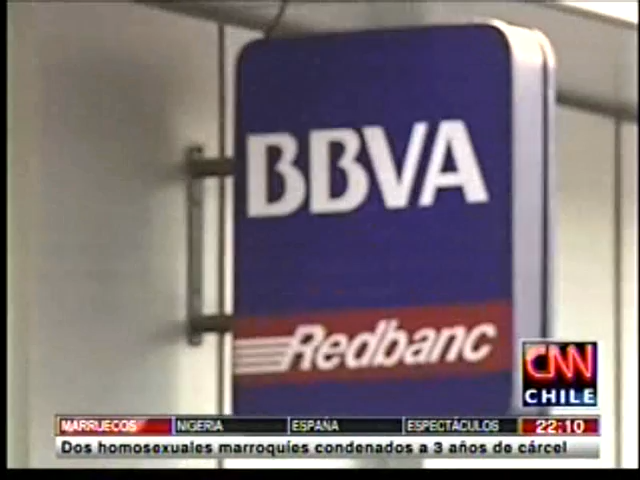 BBVA
Redbanc
CNN
CHILE
MARRUECOS NIGERIA ESPAÑA ESPECTÁCULOS 22:10
Dos homosexuales marroquíes condenados a 3 años de cárcel